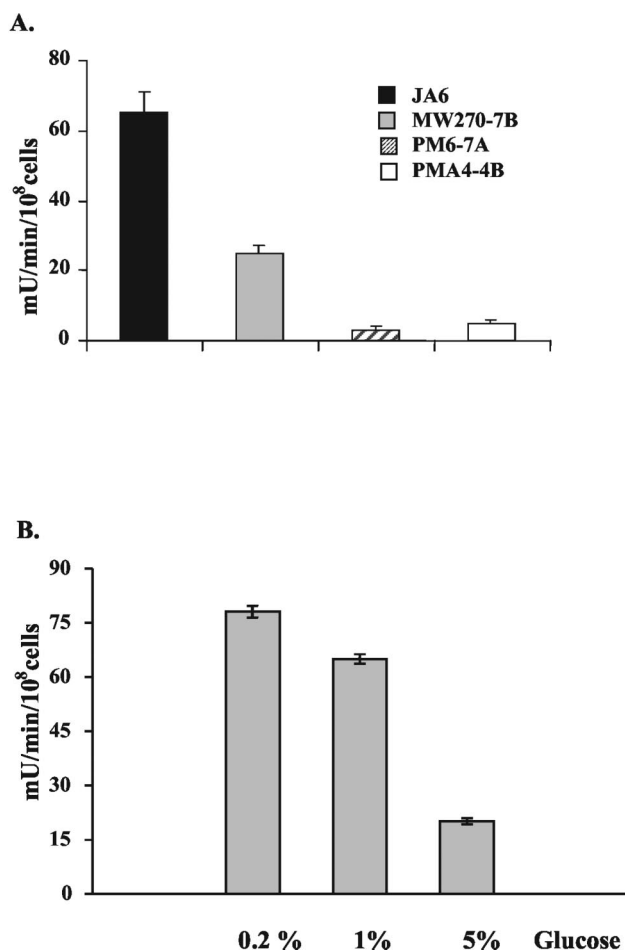 A.
80
60
40
20
0
mU/min/10⁸cells
JA6
MW270-7B
PM6-7A
PMA4-4B
B.
90
75
60
45
30
15
0
mU/min/10⁸cells
0.2 % 1% 5% Glucose